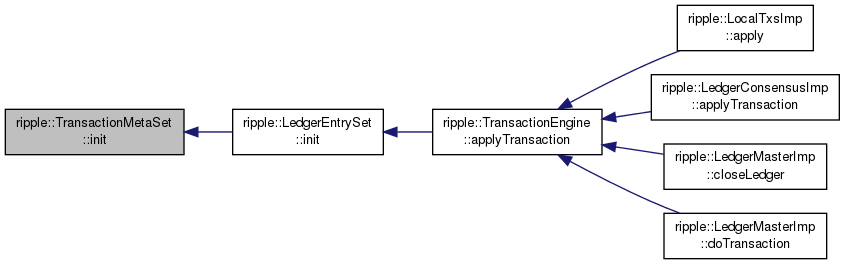 ripple::TransactionMetaSet
::init
ripple::LedgerEntrySet
::init
ripple::TransactionEngine
::applyTransaction
ripple::LocalTxsImp
::apply
ripple::LedgerConsensusImp
::applyTransaction
ripple::LedgerMasterImp
::closeLedger
ripple::LedgerMasterImp
::doTransaction